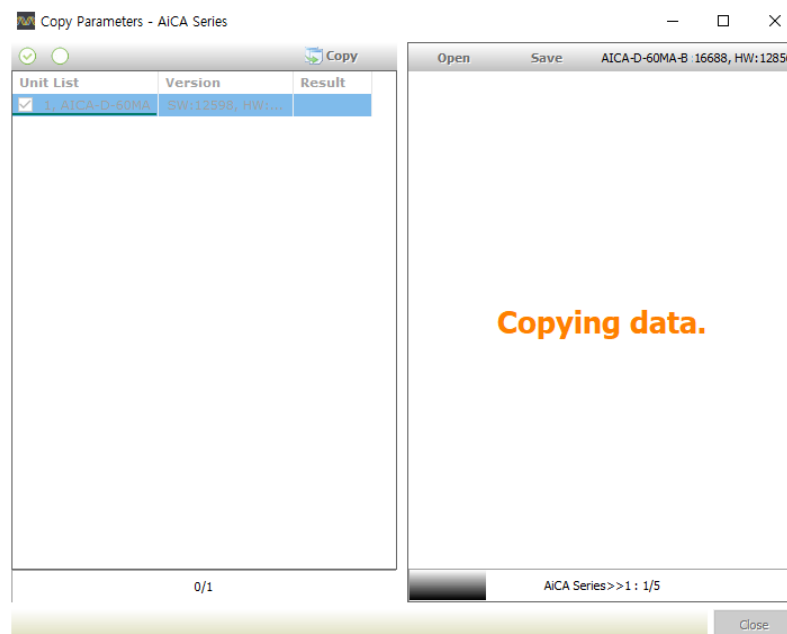 Copy Parameters - AiCA Series
Copy
Open Save AICA-D-60MA-B 16688, HW:1285
Unit List Version Result
1, AICA-D-60MA SW:12598, HW:...
Copying data.
0/1
AiCA Series>>1 : 1/5
Close